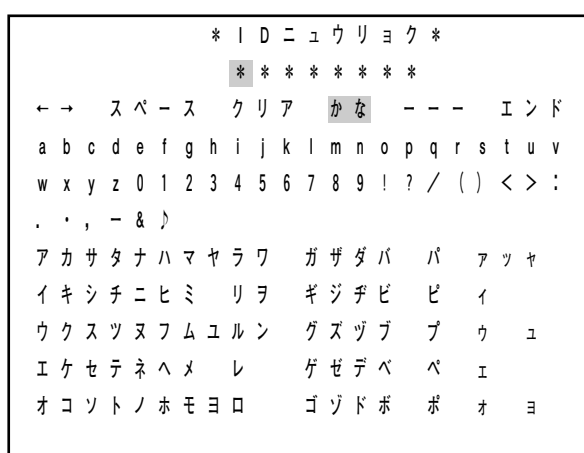 * I D ニ ュ ウ リ ョ ク *
* * * * * * * *
← → ス ペ ー ス ク リ ア か な ー ー ー エ ン ド
a b c d e f g h i j k l m n o p q r s t u v
w x y z 0 1 2 3 4 5 6 7 8 9 ! ? / ( ) < > :
. ・ , ー & ♪
ア カ サ タ ナ ハ マ ヤ ラ ワ ガ ザ ダ バ パ ァ ッ ャ
イ キ シ チ ニ ヒ ミ リ ヲ ギ ジ ヂ ビ ピ ィ
ウ ク ス ツ ヌ フ ム ユ ル ン グ ズ ヅ ブ プ ゥ ュ
エ ケ セ テ ネ ヘ メ レ ゲ ゼ デ ベ ペ ェ
オ コ ソ ト ノ ホ モ ヨ ロ ゴ ゾ ド ボ ポ ォ ョ